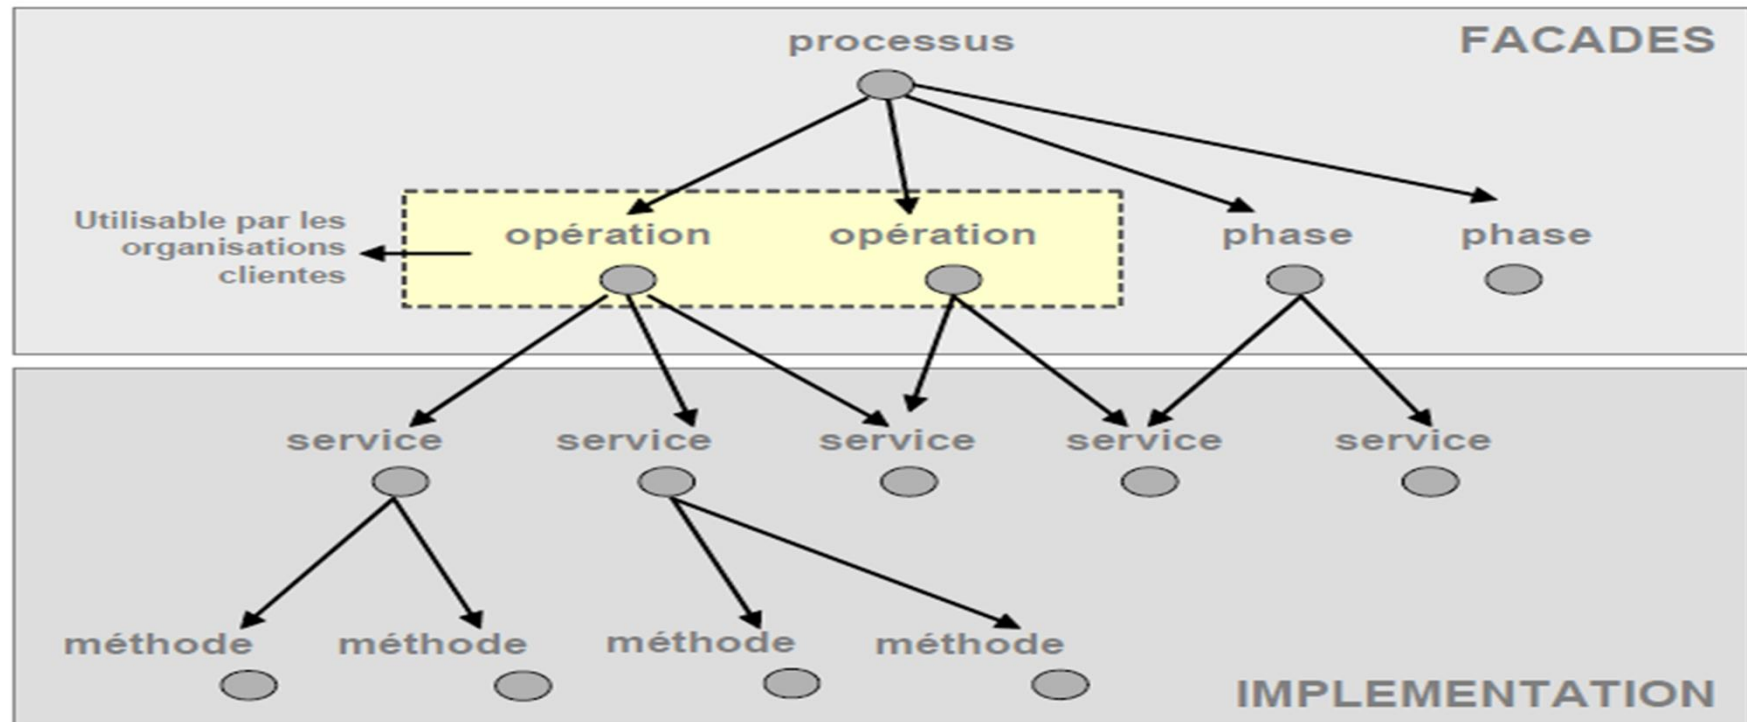 processus
FACADES
Utilisable par les
organisations
clientes
opération
opération
phase
phase
service
service
service
service
service
méthode
méthode
méthode
méthode
IMPLEMENTATION